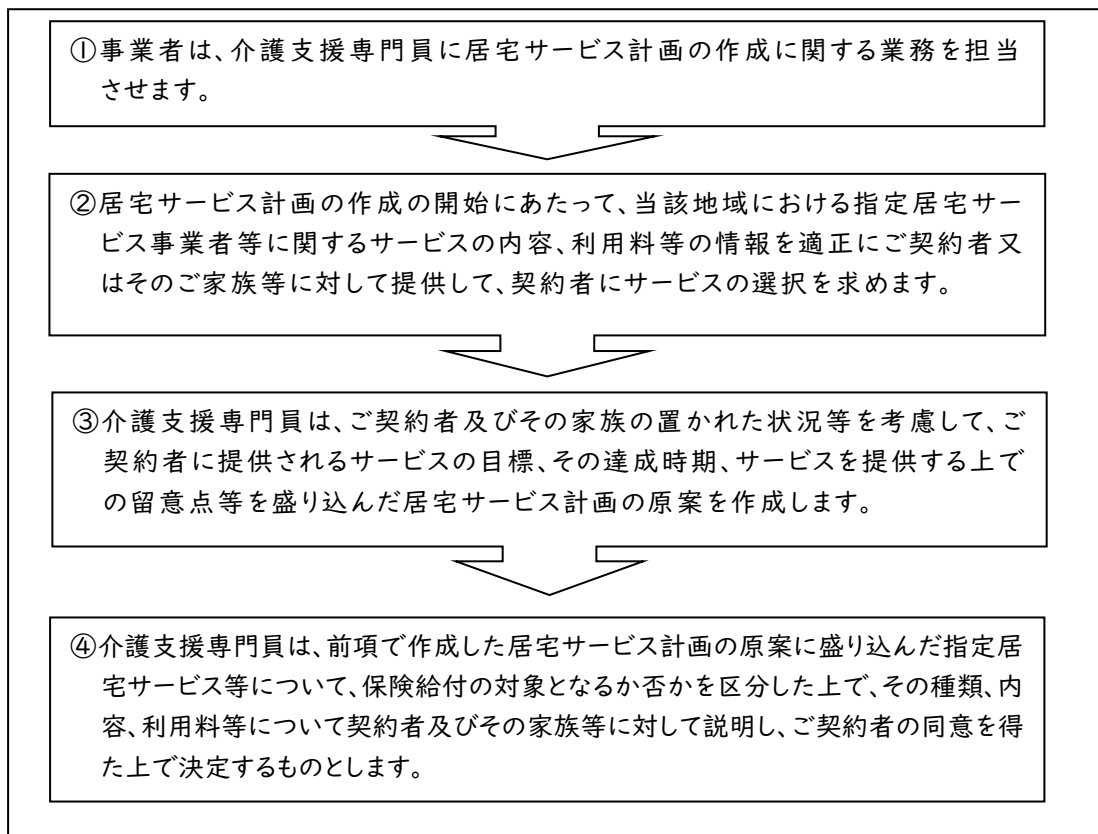 ①事業者は、介護支援専門員に居宅サービス計画の作成に関する業務を担当
させます。
②居宅サービス計画の作成の開始にあたって、当該地域における指定居宅サー
ビス事業者等に関するサービスの内容、利用料等の情報を適正にご契約者又
はそのご家族等に対して提供して、契約者にサービスの選択を求めます。
③介護支援専門員は、ご契約者及びその家族の置かれた状況等を考慮して、ご
契約者に提供されるサービスの目標、その達成時期、サービスを提供する上で
の留意点等を盛り込んだ居宅サービス計画の原案を作成します。
④介護支援専門員は、前項で作成した居宅サービス計画の原案に盛り込んだ指定居
宅サービス等について、保険給付の対象となるか否かを区分した上で、その種類、内
容、利用料等について契約者及びその家族等に対して説明し、ご契約者の同意を得
た上で決定するものとします。